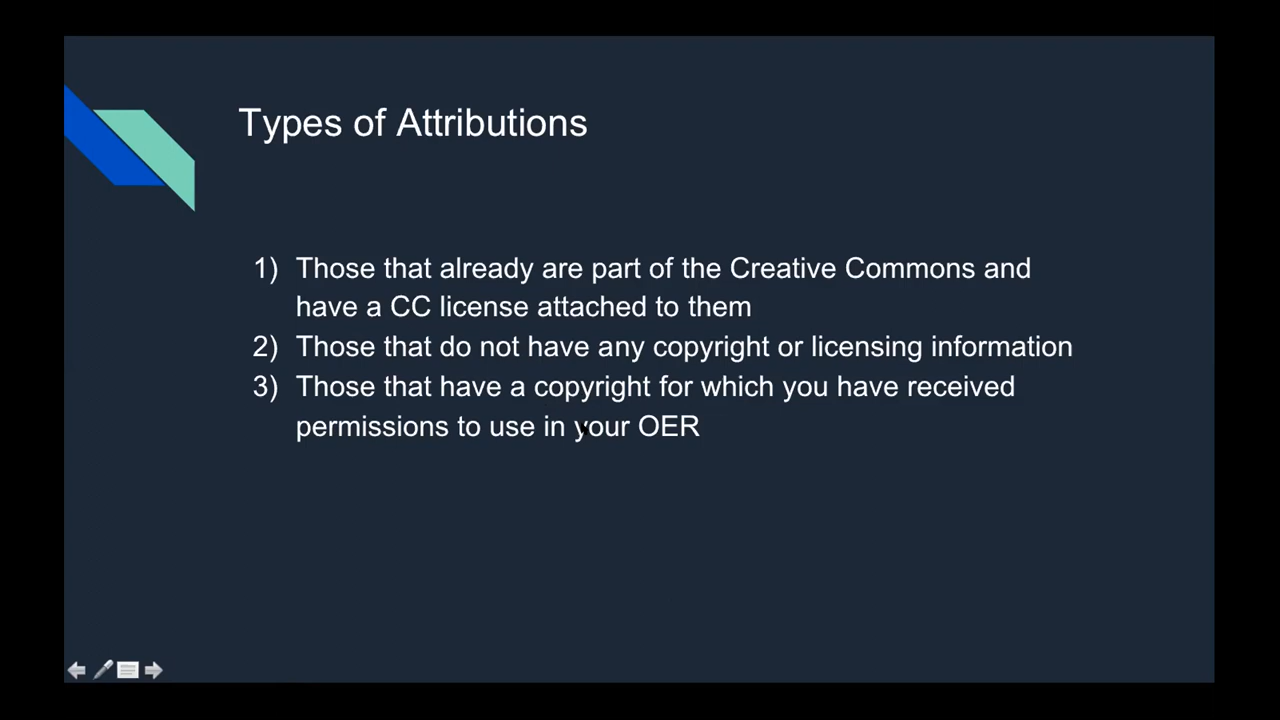 Types of Attributions
1) Those that already are part of the Creative Commons and
have a CC license attached to them
2) Those that do not have any copyright or licensing information
3) Those that have a copyright for which you have received
permissions to use in your OER